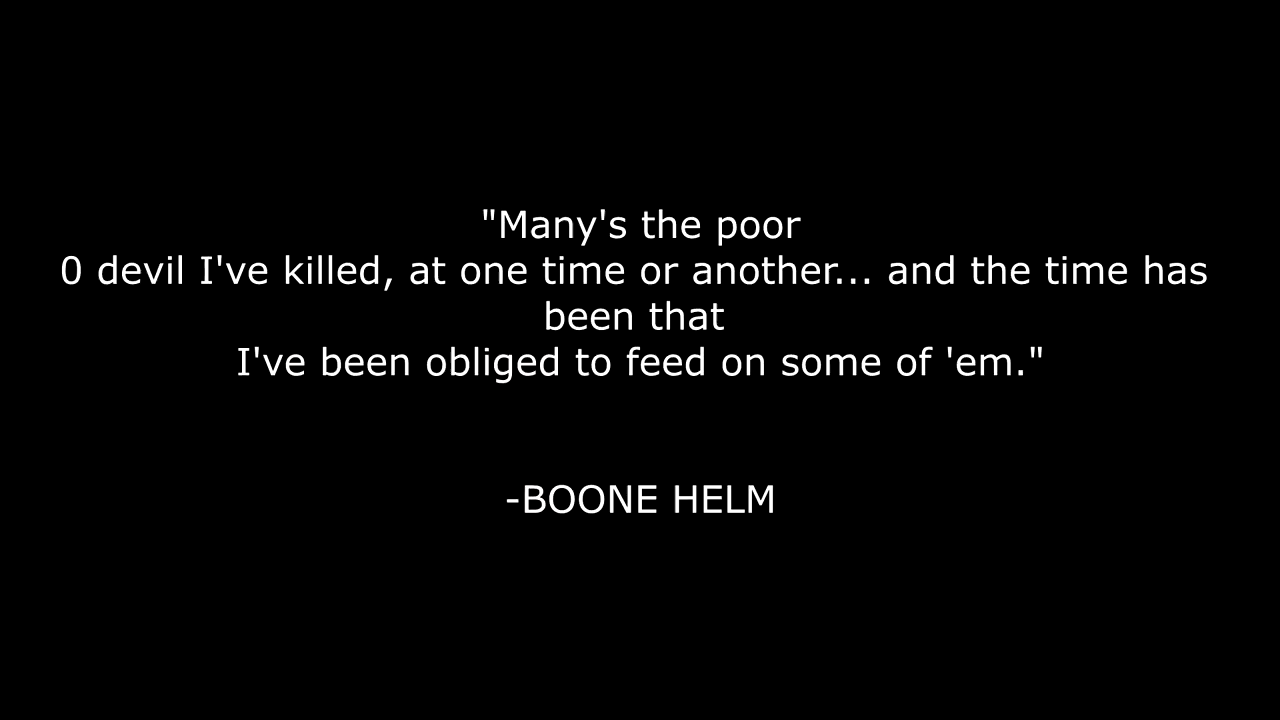 "Many's the poor
0 devil I've killed, at one time or another... and the time has
been that
I've been obliged to feed on some of 'em."
-BOONE HELM